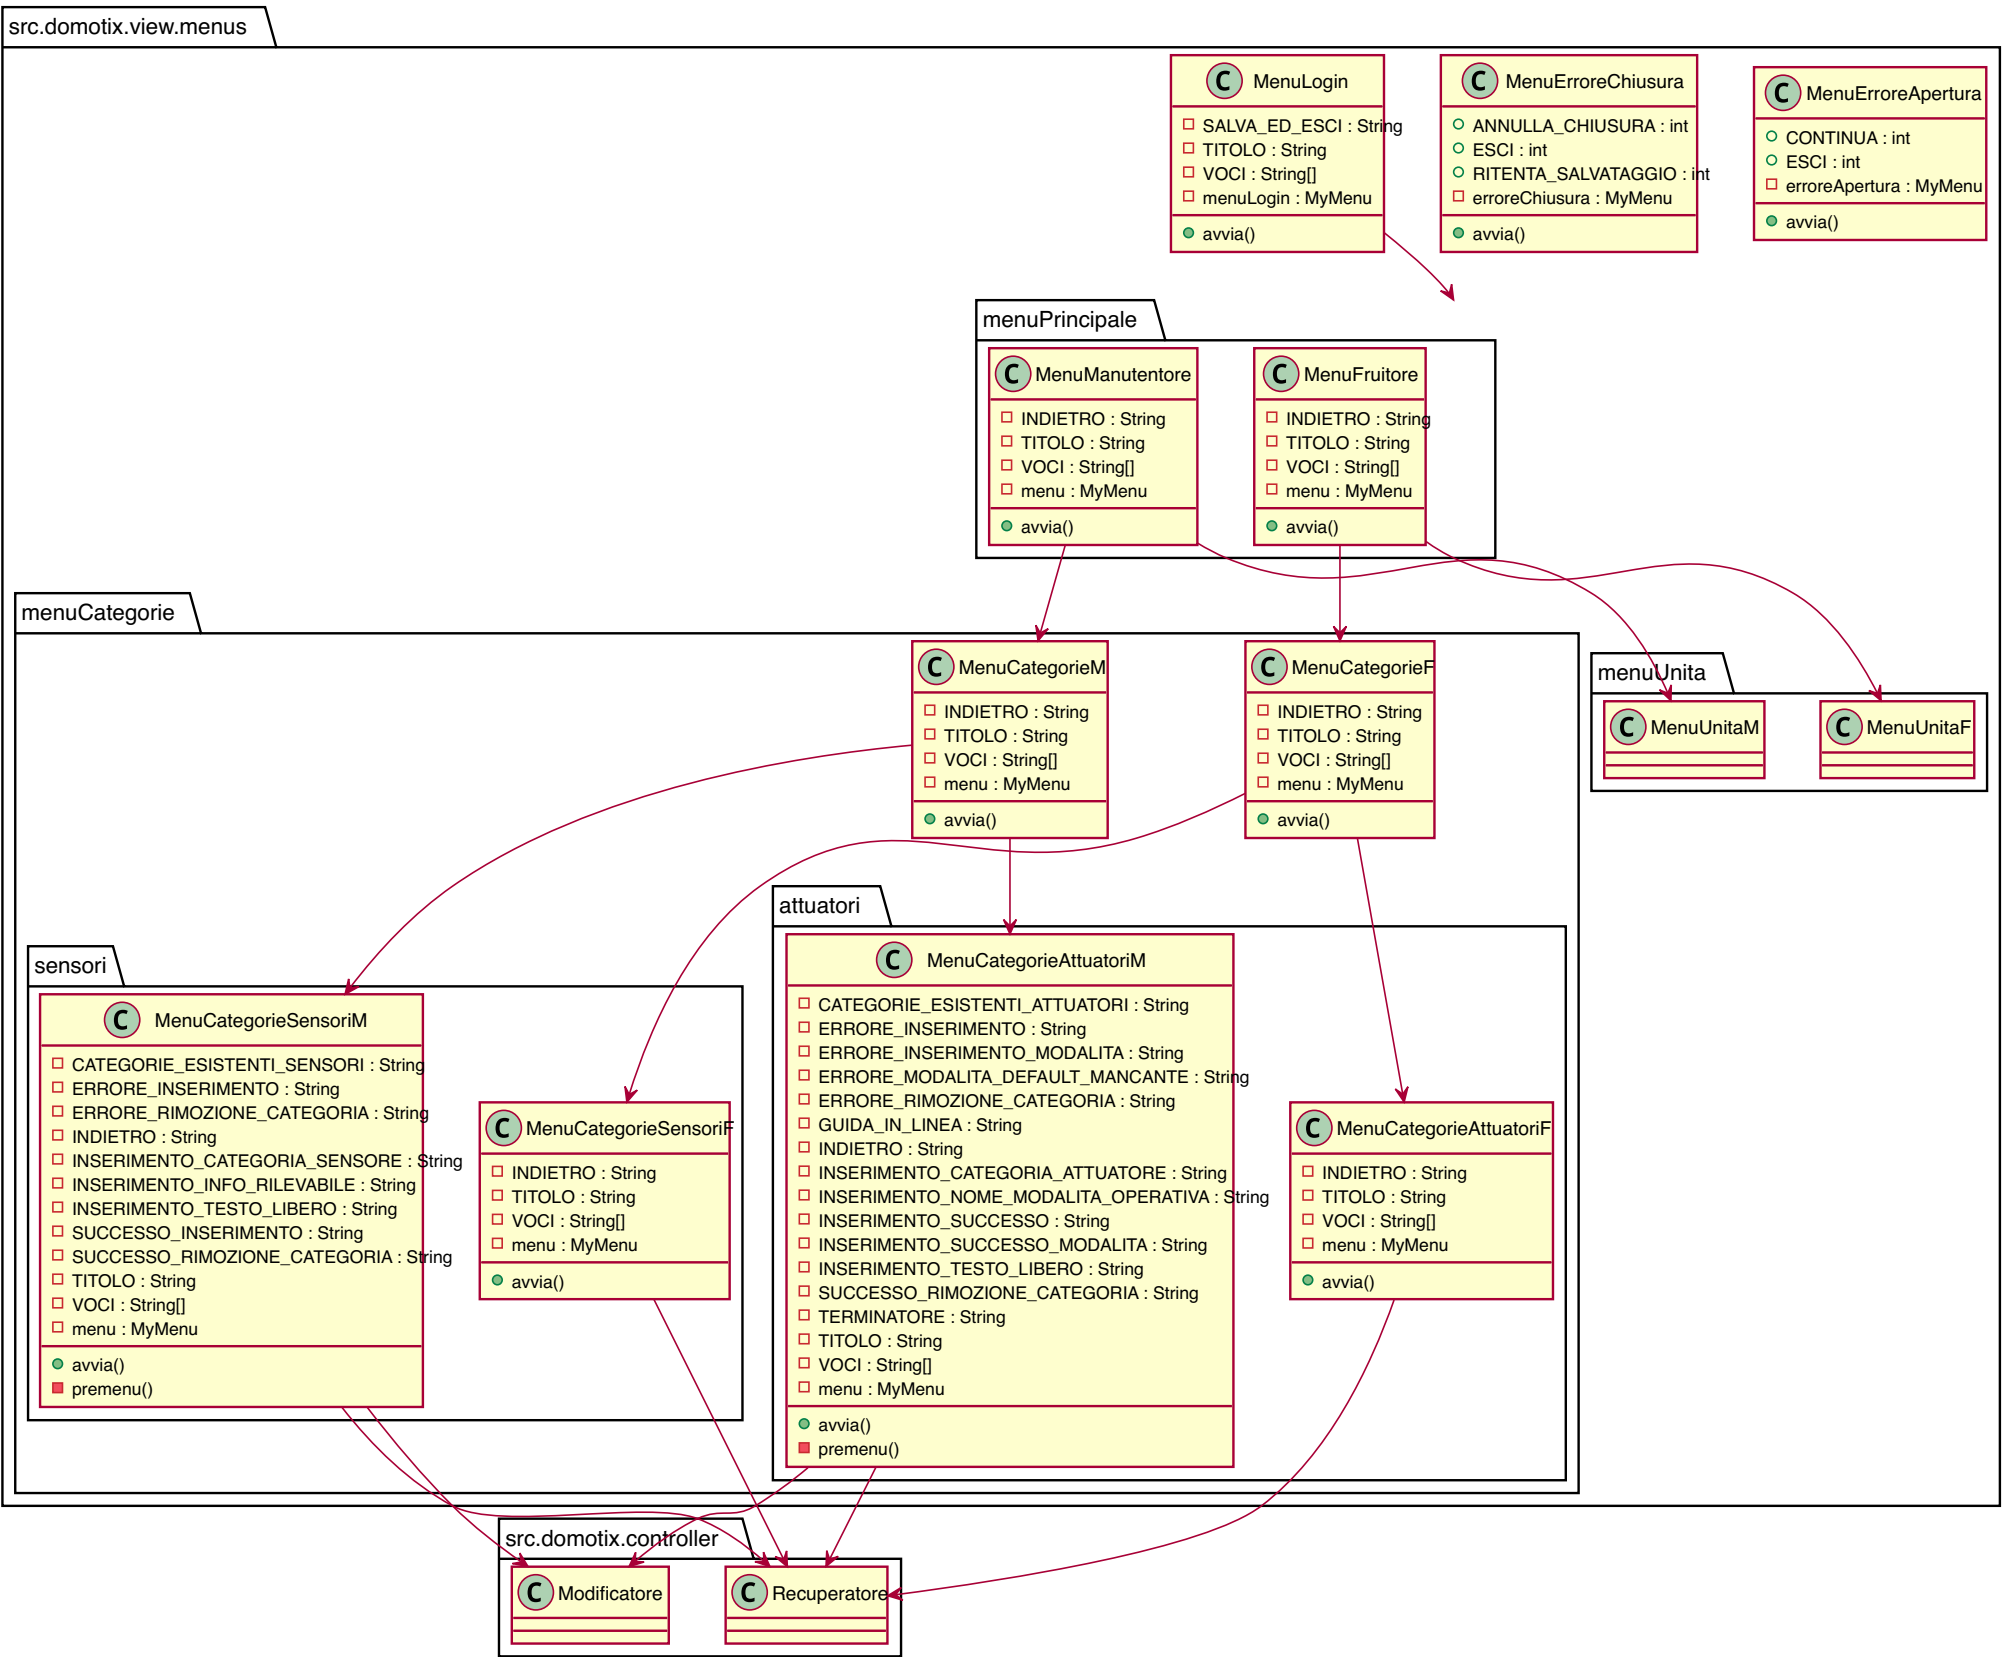 src.domotix.view.menus
C MenuLogin
SALVA_ED_ESCI : String
TITOLO : String
VOCI : String[]
menuLogin : MyMenu
avvia()
C MenuErroreChiusura
ANNULLA_CHIUSURA : int
ESCI : int
RITENTA_SALVATAGGIO : int
erroreChiusura : MyMenu
avvia()
C MenuErroreApertura
CONTINUA : int
ESCI : int
erroreApertura : MyMenu
avvia()
menuPrincipale
C MenuManutentore
INDIETRO : String
TITOLO : String
VOCI : String[]
menu : MyMenu
avvia()
C MenuFruitore
INDIETRO : String
TITOLO : String
VOCI : String[]
menu : MyMenu
avvia()
menuCategorie
C MenuCategorieM
INDIETRO : String
TITOLO : String
VOCI : String[]
menu : MyMenu
avvia()
C MenuCategorieF
INDIETRO : String
TITOLO : String
VOCI : String[]
menu : MyMenu
avvia()
menuUnita
C MenuUnitaM
C MenuUnitaF
sensori
C MenuCategorieSensoriM
CATEGORIE_ESISTENTI_SENSORI : String
ERRORE_INSERIMENTO : String
ERRORE_RIMOZIONE_CATEGORIA : String
INDIETRO : String
INSERIMENTO_CATEGORIA_SENSORE : String
INSERIMENTO_INFO_RILEVABILE : String
INSERIMENTO_TESTO_LIBERO : String
SUCCESSO_INSERIMENTO : String
SUCCESSO_RIMOZIONE_CATEGORIA : String
TITOLO : String
VOCI : String[]
menu : MyMenu
avvia()
premenu()
C MenuCategorieSensoriF
INDIETRO : String
TITOLO : String
VOCI : String[]
menu : MyMenu
avvia()
attuatori
C MenuCategorieAttuatoriM
CATEGORIE_ESISTENTI_ATTUATORI : String
ERRORE_INSERIMENTO : String
ERRORE_INSERIMENTO_MODALITA : String
ERRORE_MODALITA_DEFAULT_MANCANTE : String
ERRORE_RIMOZIONE_CATEGORIA : String
GUIDA_IN_LINEA : String
INDIETRO : String
INSERIMENTO_CATEGORIA_ATTUATORE : String
INSERIMENTO_NOME_MODALITA_OPERATIVA : String
INSERIMENTO_SUCCESSO : String
INSERIMENTO_SUCCESSO_MODALITA : String
INSERIMENTO_TESTO_LIBERO : String
SUCCESSO_RIMOZIONE_CATEGORIA : String
TERMINATORE : String
TITOLO : String
VOCI : String[]
menu : MyMenu
avvia()
premenu()
C MenuCategorieAttuatoriF
INDIETRO : String
TITOLO : String
VOCI : String[]
menu : MyMenu
avvia()
src.domotix.controller
C Modificatore
C Recuperatore